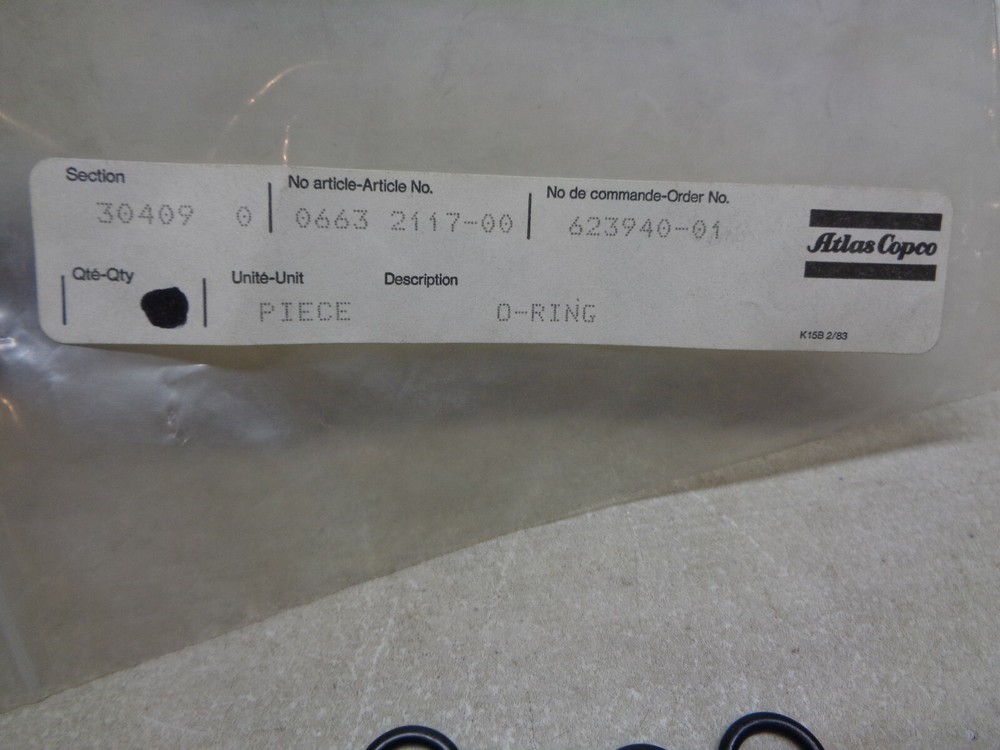 Section No article-Article No. No de commande-Order No.
30409 0 0663 2117-00 623940-01
Atlas Copco
Qté-Qty Unité-Unit Description
PIECE O-RING
K15B 2/83